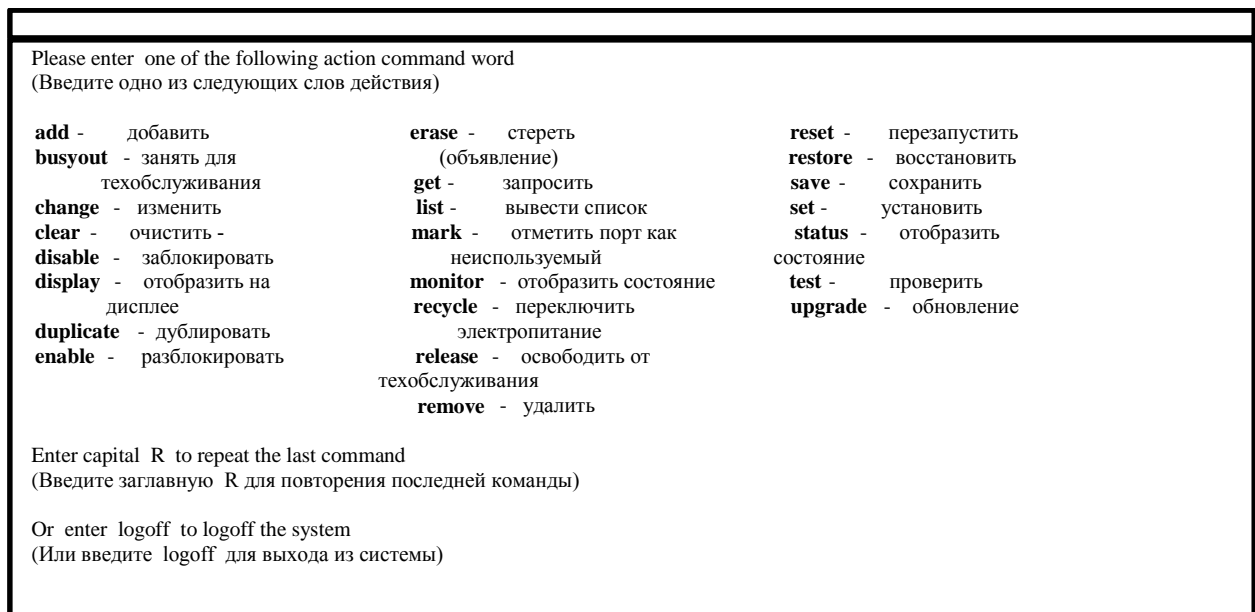 Please enter one of the following action command word
(Введите одно из следующих слов действия)
add - добавить
busyout - занять для
техобслуживания
change - изменить
clear - очистить -
disable - заблокировать
display - отобразить на
дисплее
duplicate - дублировать
enable - разблокировать
erase - стереть
(объявление)
get - запросить
list - вывести список
mark - отметить порт как
неиспользуемый
monitor - отобразить состояние
recycle - переключить
электропитание
release - освободить от
техобслуживания
remove - удалить
reset - перезапустить
restore - восстановить
save - сохранить
set - установить
status - отобразить
состояние
test - проверить
upgrade - обновление
Enter capital R to repeat the last command
(Введите заглавную R для повторения последней команды)
Or enter logoff to logoff the system
(Или введите logoff для выхода из системы)